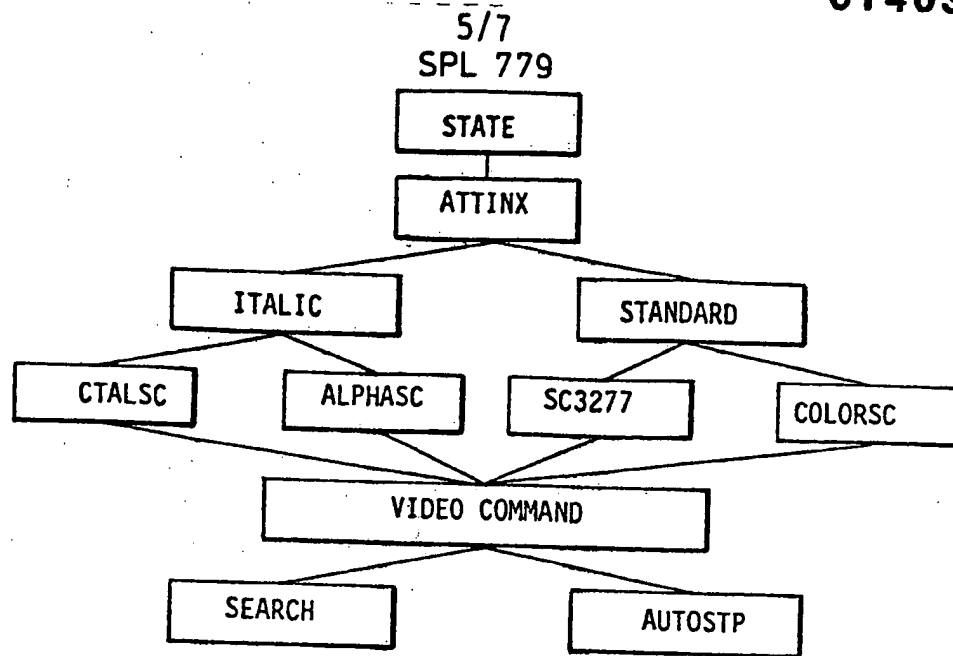 5/7
SPL 779
STATE
ATTINX
ITALIC
STANDARD
CTALSC
ALPHASC
SC3277
COLORSC
VIDEO COMMAND
SEARCH
AUTOSTP